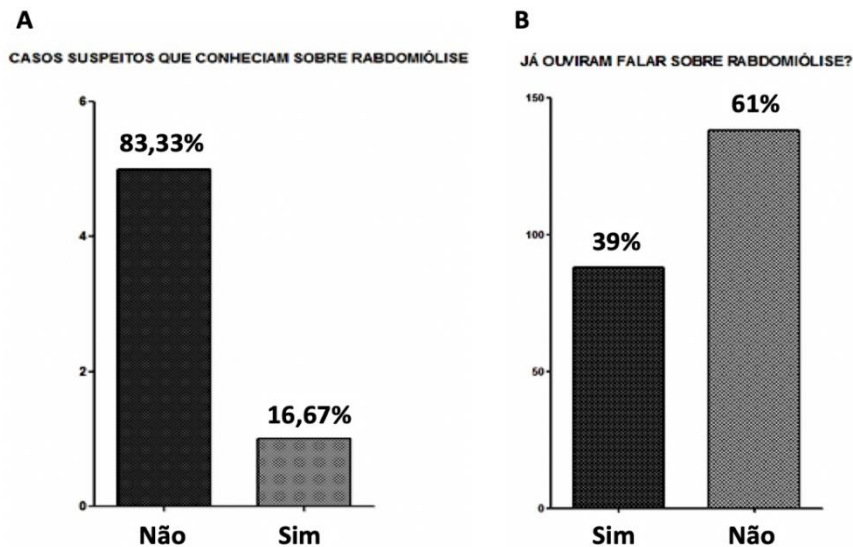 A
CASOS SUSPEITOS QUE CONHECIAM SOBRE RABDOMIÓLISE
6
83,33%
4
2
16,67%
0
Não Sim
B
JÁ OUVIRAM FALAR SOBRE RABDOMIÓLISE?
150
61%
100
39%
50
0
Sim Não